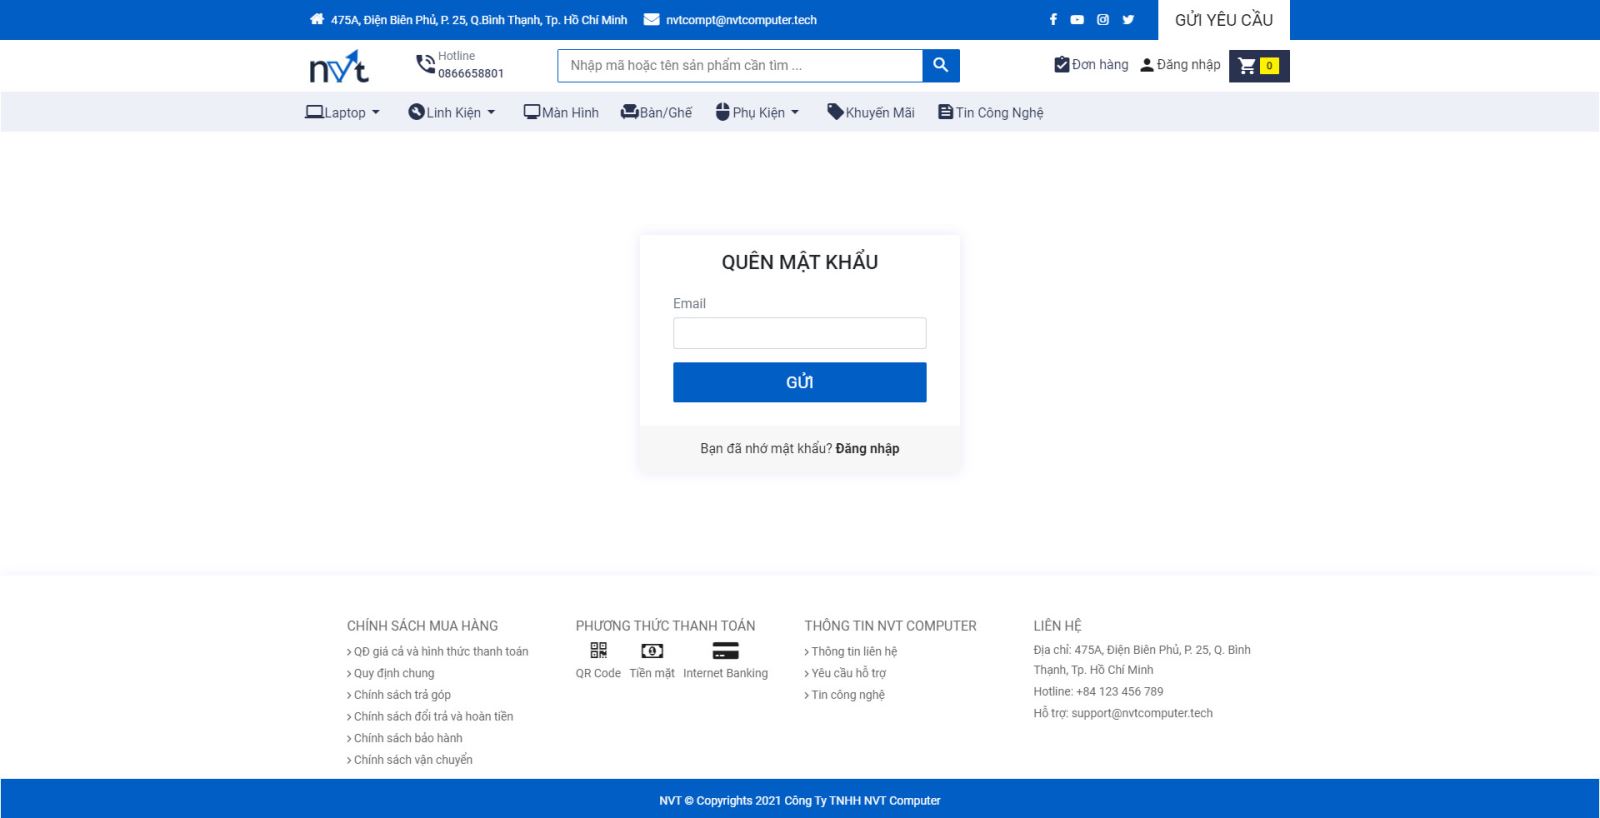 475A, Điện Biên Phủ, P. 25, Q.Bình Thạnh, Tp. Hồ Chí Minh nvtcompt@nvtcomputer.tech GỬI YÊU CẦU
nvt
Hotline
0866658801
Nhập mã hoặc tên sản phẩm cần tìm ...
Đơn hàng Đăng nhập 0
Laptop Linh Kiện Màn Hình Bàn/Ghế Phụ Kiện Khuyến Mãi Tin Công Nghệ
QUÊN MẬT KHẨU
Email
GỬI
Bạn đã nhớ mật khẩu? Đăng nhập
CHÍNH SÁCH MUA HÀNG
QĐ giá cả và hình thức thanh toán
Quy định chung
Chính sách trả góp
Chính sách đổi trả và hoàn tiền
Chính sách bảo hành
Chính sách vận chuyển
PHƯƠNG THỨC THANH TOÁN
QR Code Tiền mặt Internet Banking
THÔNG TIN NVT COMPUTER
Thông tin liên hệ
Yêu cầu hỗ trợ
Tin công nghệ
LIÊN HỆ
Địa chỉ: 475A, Điện Biên Phủ, P. 25, Q. Bình
Thạnh, Tp. Hồ Chí Minh
Hotline: +84 123 456 789
Hỗ trợ: support@nvtcomputer.tech
NVT © Copyrights 2021 Công Ty TNHH NVT Computer